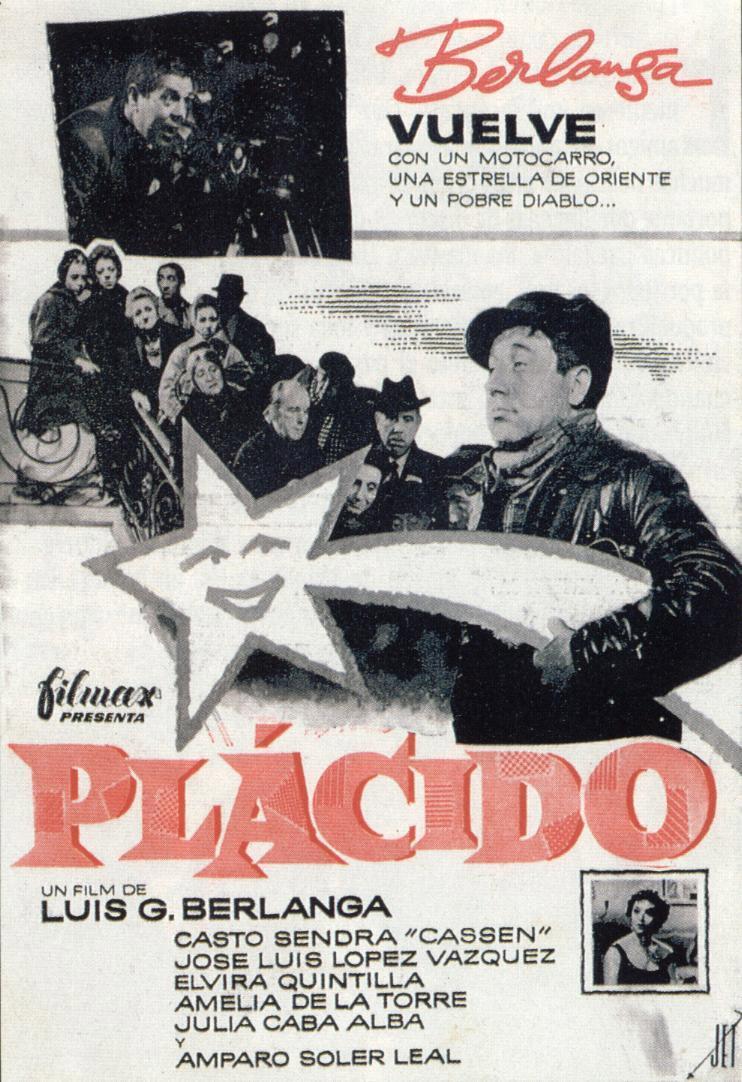 Berlanga
VUELVE
CON UN MOTOCARRO,
UNA ESTRELLA DE ORIENTE
Y UN POBRE DIABLO...
filmax
PRESENTA
PLÁCIDO
UN FILM DE
LUIS G. BERLANGA
CASTO SENDRA "CASSEN"
JOSE LUIS LOPEZ VAZQUEZ
ELVIRA QUINTILLA
AMELIA DE LA TORRE
JULIA CABA ALBA
Y
AMPARO SOLER LEAL
JET